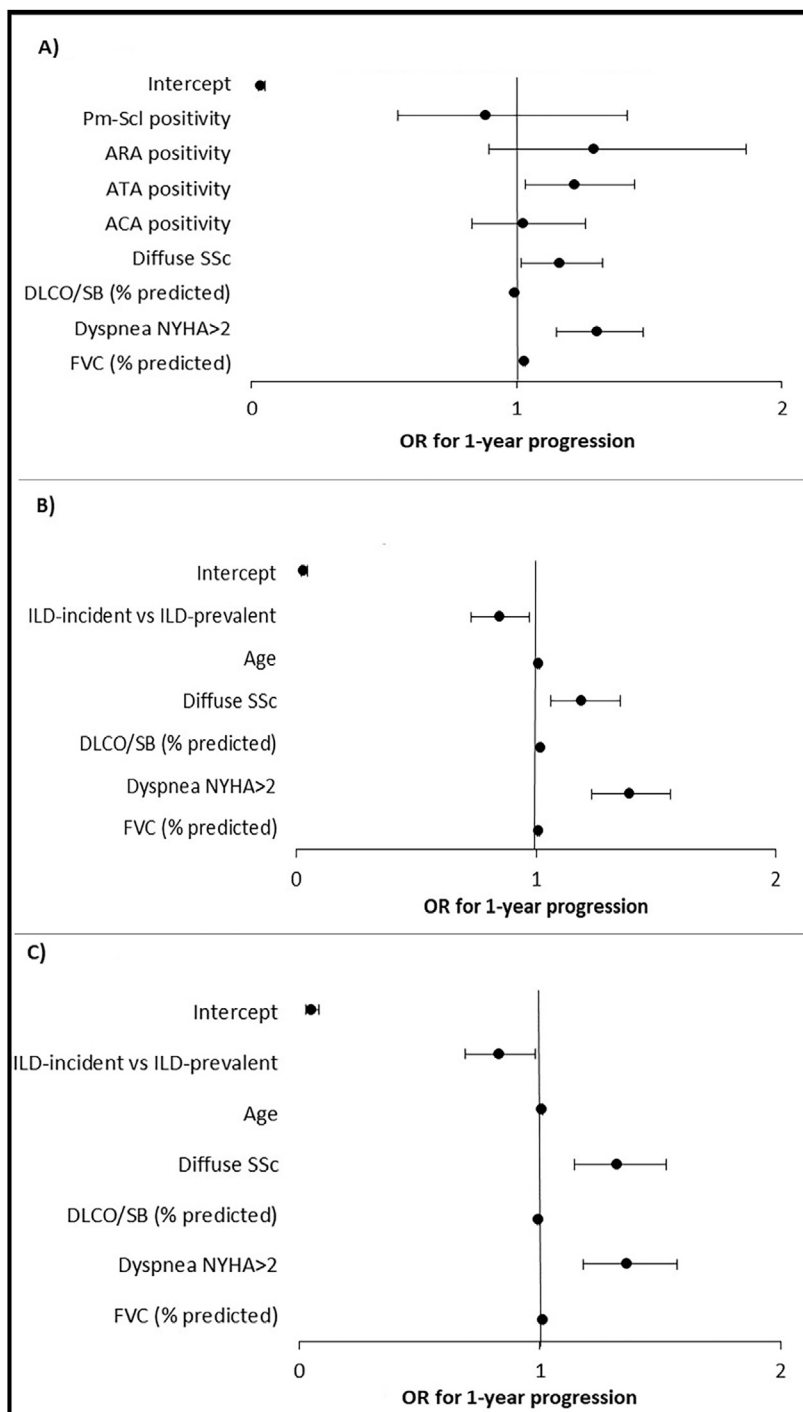 A)
Intercept
Pm-Scl positivity
ARA positivity
ATA positivity
ACA positivity
Diffuse SSc
DLCO/SB (% predicted)
Dyspnea NYHA>2
FVC (% predicted)
0 1 2
OR for 1-year progression
B)
Intercept
ILD-incident vs ILD-prevalent
Age
Diffuse SSc
DLCO/SB (% predicted)
Dyspnea NYHA>2
FVC (% predicted)
0 1 2
OR for 1-year progression
C)
Intercept
ILD-incident vs ILD-prevalent
Age
Diffuse SSc
DLCO/SB (% predicted)
Dyspnea NYHA>2
FVC (% predicted)
0 1 2
OR for 1-year progression